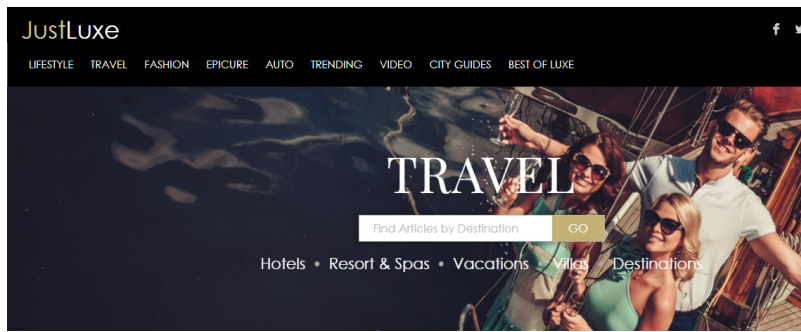 JustLuxe
LIFESTYLE TRAVEL FASHION EPICURE AUTO TRENDING VIDEO CITY GUIDES BEST OF LUXE
TRAVEL
Find Articles by Destination GO
Hotels • Resort & Spas • Vacations • Villas • Destinations